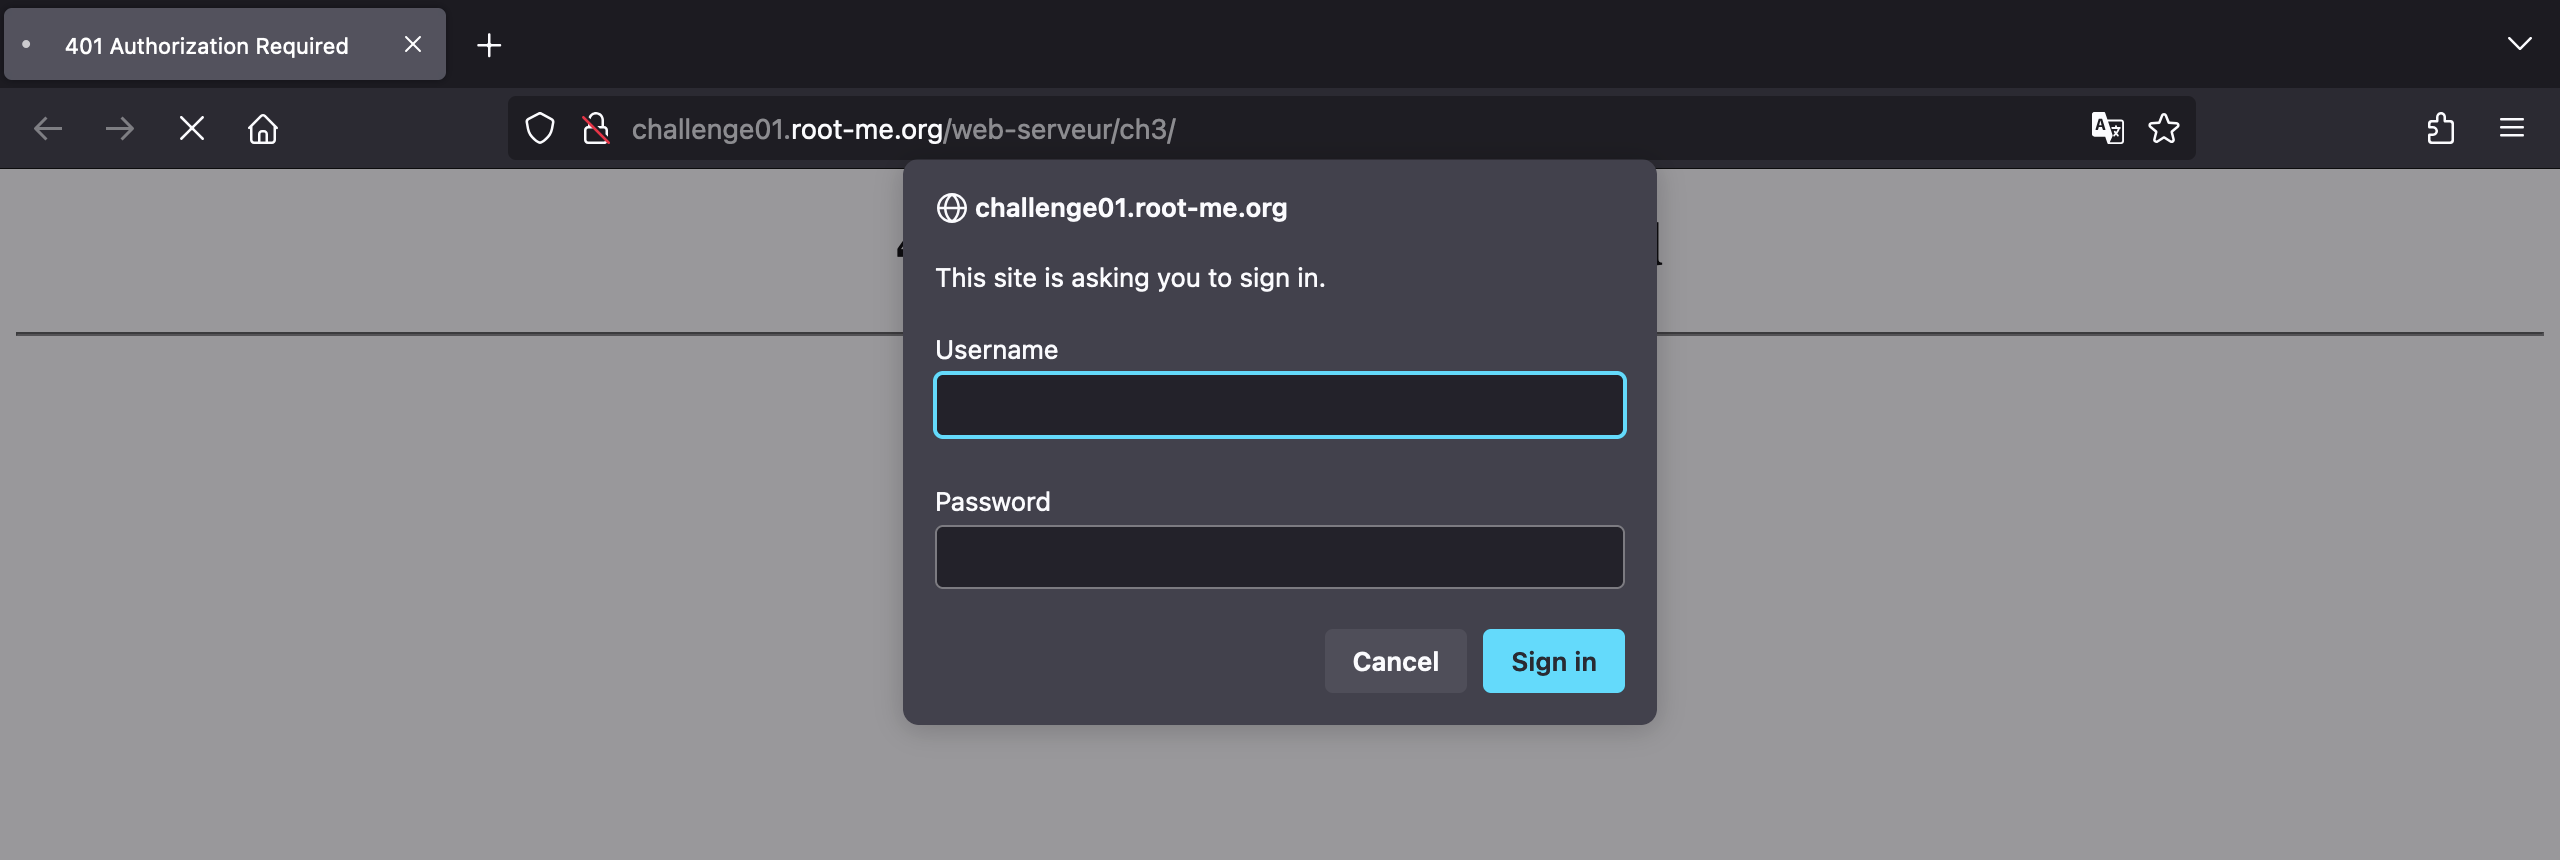 401 Authorization Required
challenge01.root-me.org/web-serveur/ch3/
challenge01.root-me.org
This site is asking you to sign in.
Username
Password
Cancel
Sign in